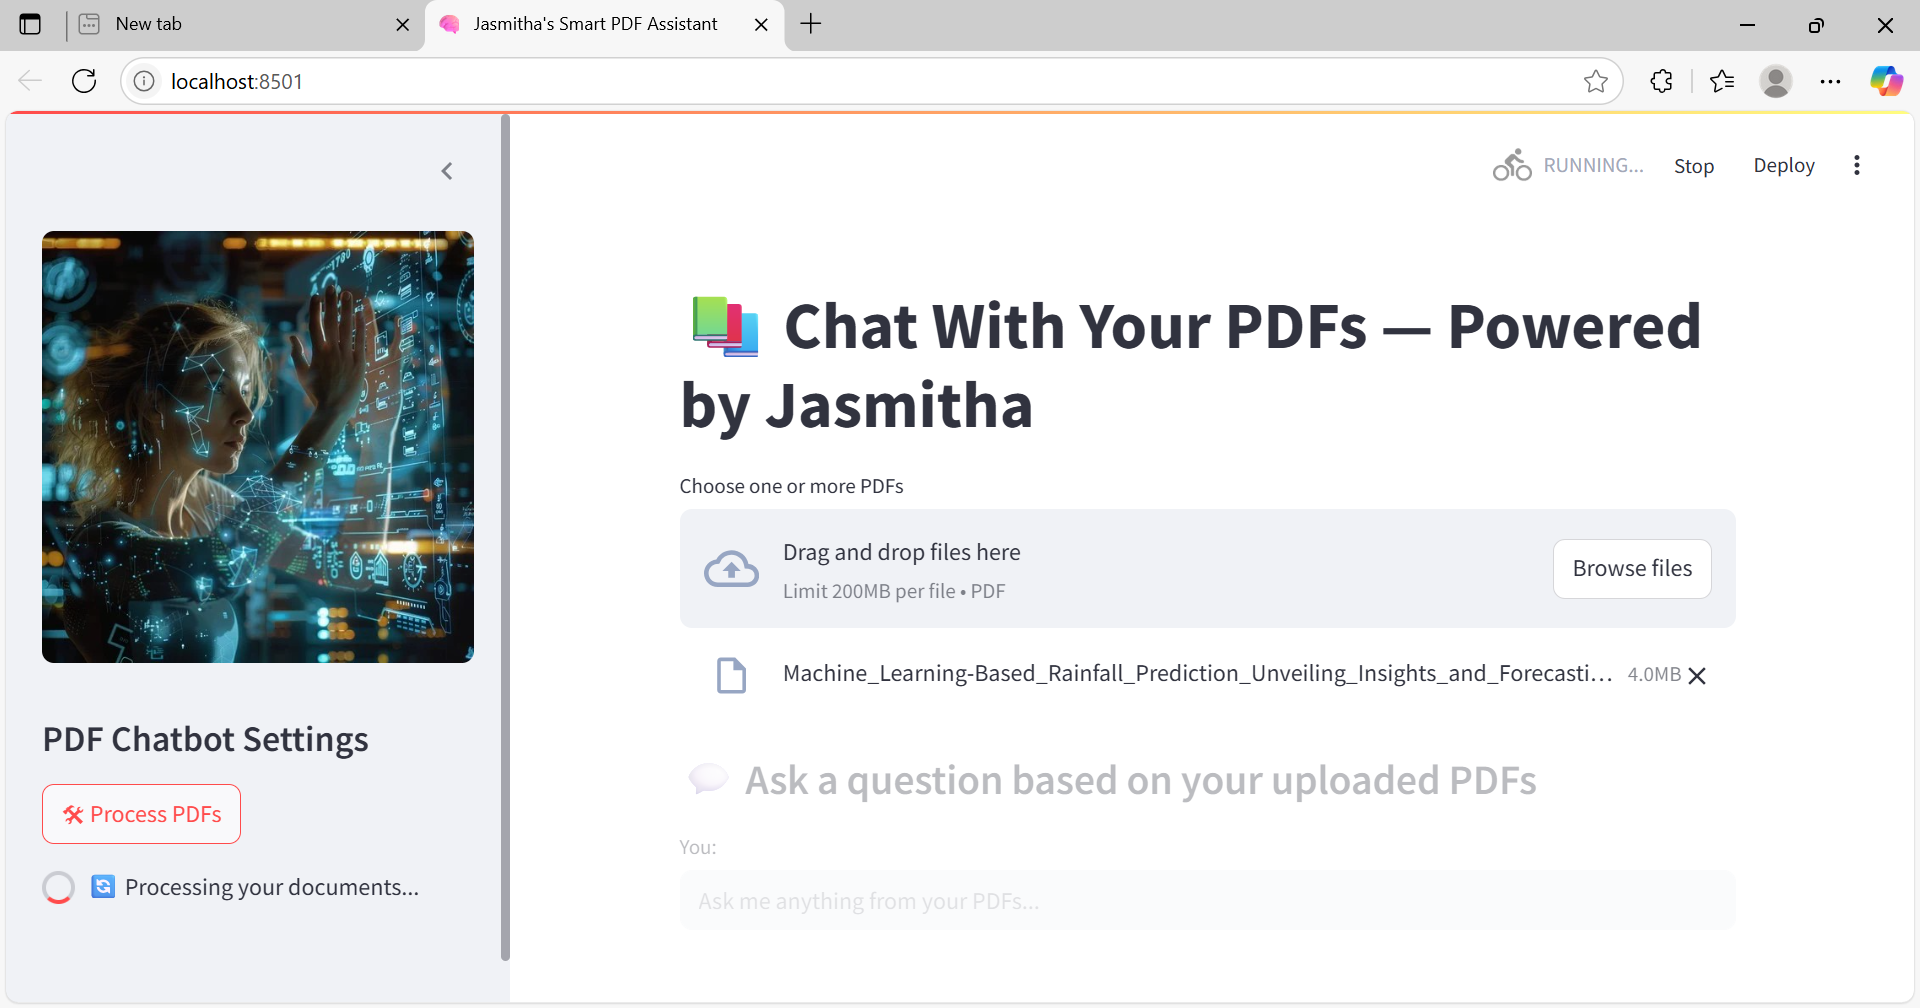 New tab
Jasmitha's Smart PDF Assistant
localhost:8501
RUNNING...
Stop
Deploy
📚 Chat With Your PDFs — Powered
by Jasmitha
Choose one or more PDFs
Drag and drop files here
Limit 200MB per file • PDF
Browse files
Machine_Learning-Based_Rainfall_Prediction_Unveiling_Insights_and_Forecasti... 4.0MB
💬 Ask a question based on your uploaded PDFs
You:
Ask me anything from your PDFs...
PDF Chatbot Settings
🛠 Process PDFs
🔄 Processing your documents...